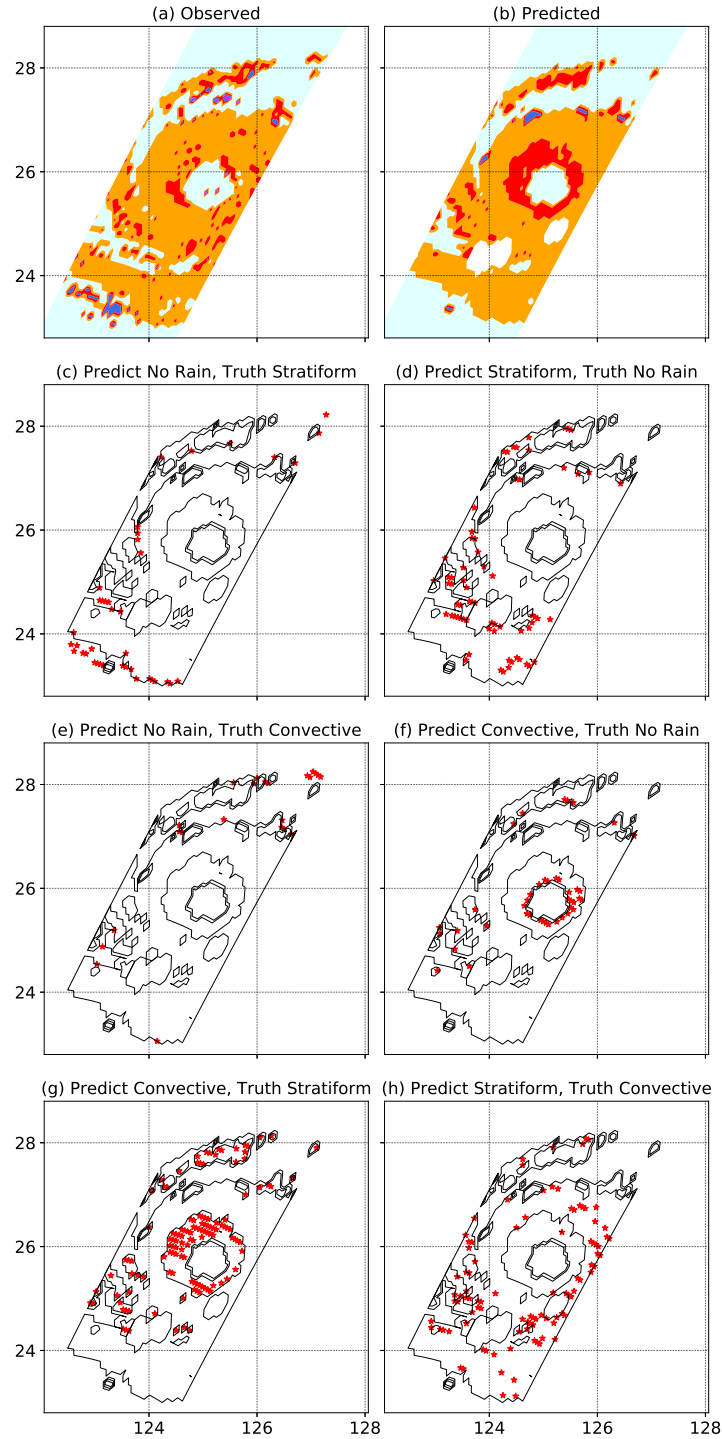 (a) Observed
(b) Predicted
28
26
24
(c) Predict No Rain, Truth Stratiform
(d) Predict Stratiform, Truth No Rain
28
26
24
(e) Predict No Rain, Truth Convective
(f) Predict Convective, Truth No Rain
28
26
24
(g) Predict Convective, Truth Stratiform
(h) Predict Stratiform, Truth Convective
28
26
24
124 126 128
124 126 128